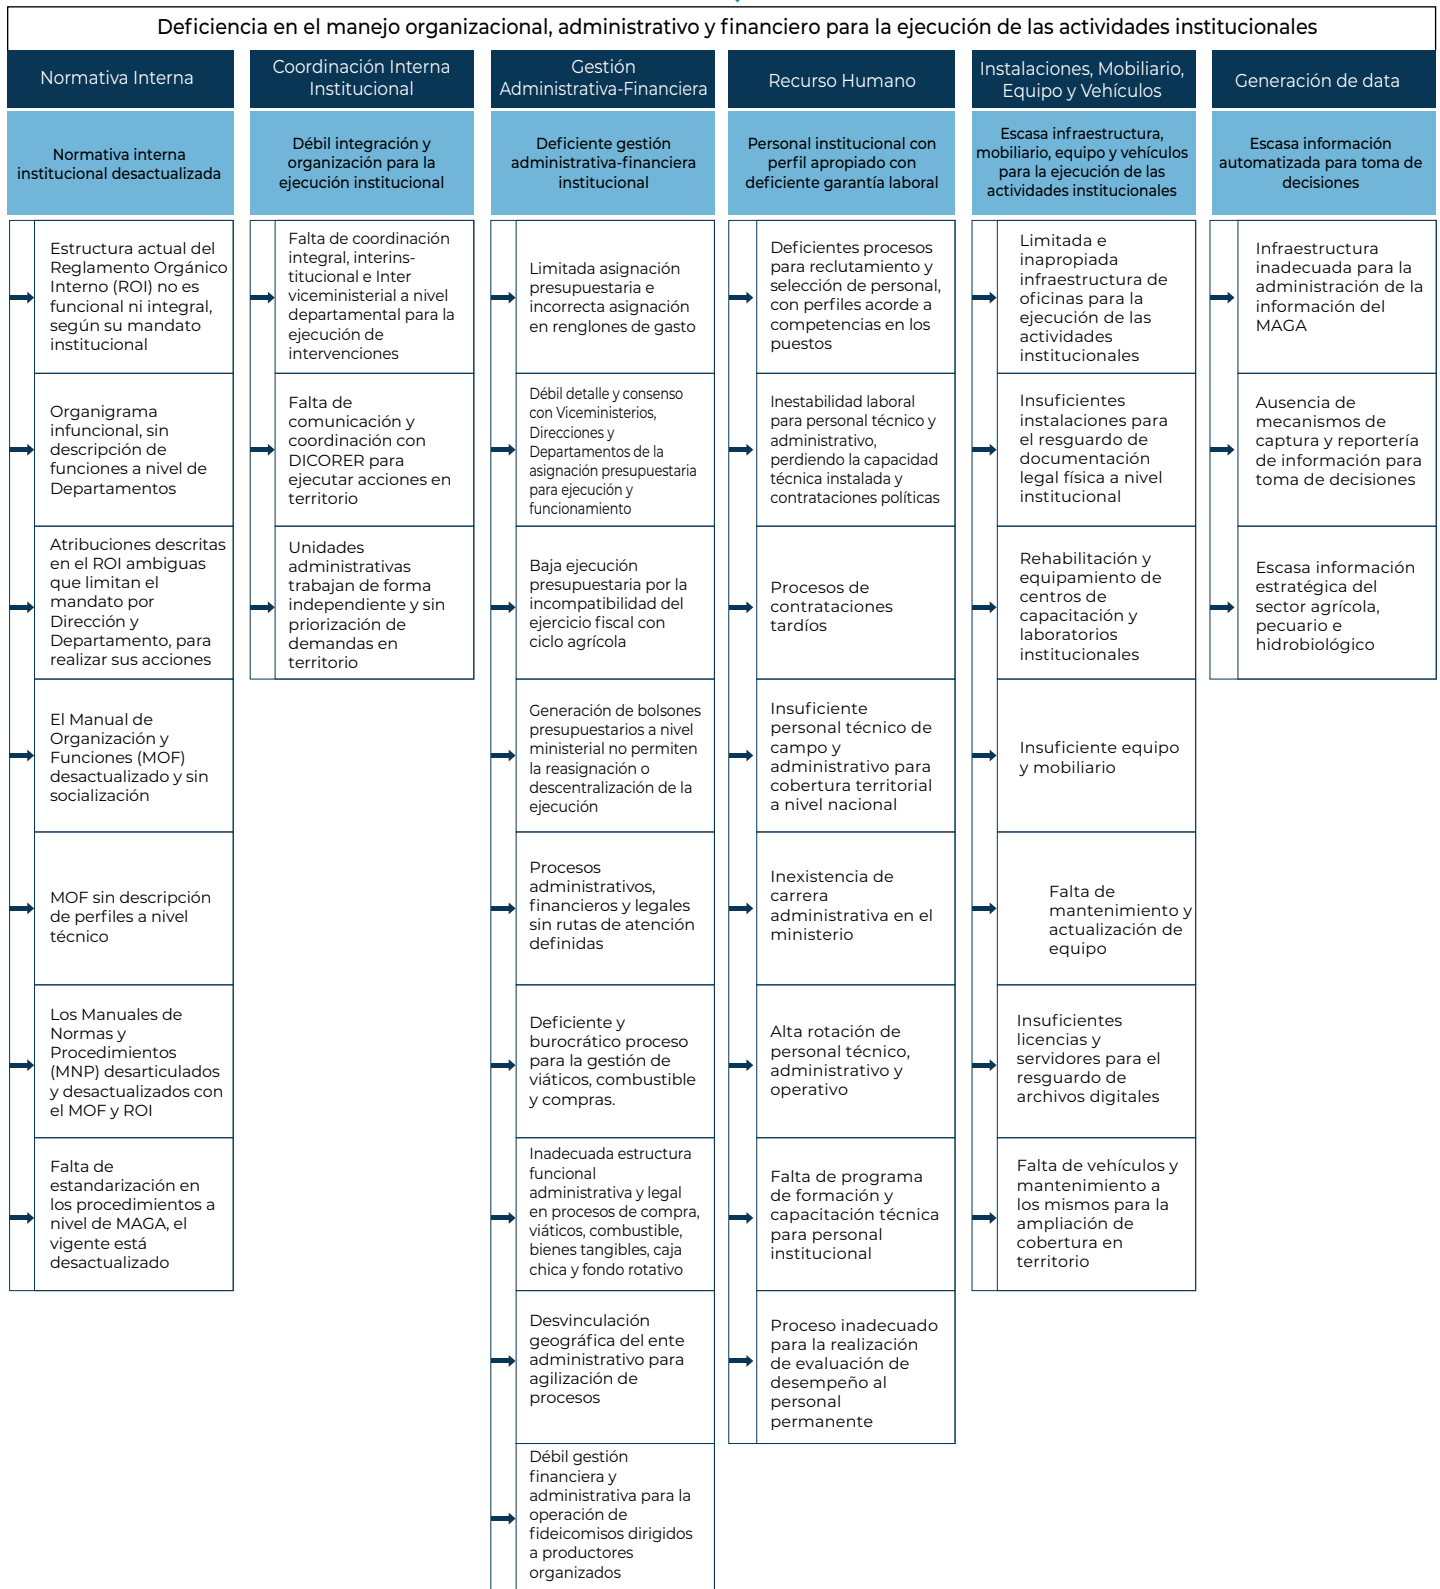 Deficiencia en el manejo organizacional, administrativo y financiero para la ejecución de las actividades institucionales
Normativa Interna
Normativa interna
institucional desactualizada
Estructura actual del
Reglamento Orgánico
Interno (ROI) no es
funcional ni integral,
según su mandato
institucional
Organigrama
infuncional, sin
descripción de
funciones a nivel de
Departamentos
Atribuciones descritas
en el ROI ambiguas
que limitan el
mandato por
Dirección y
Departamento, para
realizar sus acciones
El Manual de
Organización y
Funciones (MOF)
desactualizado y sin
socialización
MOF sin descripción
de perfiles a nivel
técnico
Los Manuales de
Normas y
Procedimientos
(MNP) desarticulados
y desactualizados con
el MOF y ROI
Falta de
estandarización en
los procedimientos a
nivel de MAGA, el
vigente está
desactualizado
Coordinación Interna
Institucional
Débil integración y
organización para la
ejecución institucional
Falta de coordinación
integral, interins-
titucional e Inter
viceministerial a nivel
departamental para la
ejecución de
intervenciones
Falta de
comunicación y
coordinación con
DICORER para
ejecutar acciones en
territorio
Unidades
administrativas
trabajan de forma
independiente y sin
priorización de
demandas en
territorio
Gestión
Administrativa-Financiera
Deficiente gestión
administrativa-financiera
institucional
Limitada asignación
presupuestaria e
incorrecta asignación
en renglones de gasto
Débil detalle y consenso
con Viceministerios,
Direcciones y
Departamentos de la
asignación presupuestaria
para ejecución y
funcionamiento
Baja ejecución
presupuestaria por la
incompatibilidad del
ejercicio fiscal con
ciclo agrícola
Generación de bolsones
presupuestarios a nivel
ministerial no permiten
la reasignación o
descentralización de la
ejecución
Procesos
administrativos,
financieros y legales
sin rutas de atención
definidas
Deficiente y
burocrático proceso
para la gestión de
viáticos, combustible
y compras.
Inadecuada estructura
funcional
administrativa y legal
en procesos de compra,
viáticos, combustible,
bienes tangibles, caja
chica y fondo rotativo
Desvinculación
geográfica del ente
administrativo para
agilización de
procesos
Débil gestión
financiera y
administrativa para la
operación de
fideicomisos dirigidos
a productores
organizados
Recurso Humano
Personal institucional con
perfil apropiado con
deficiente garantía laboral
Deficientes procesos
para reclutamiento y
selección de personal,
con perfiles acorde a
competencias en los
puestos
Inestabilidad laboral
para personal técnico y
administrativo,
perdiendo la capacidad
técnica instalada y
contrataciones políticas
Procesos de
contrataciones
tardíos
Insuficiente
personal técnico de
campo y
administrativo para
cobertura territorial
a nivel nacional
Inexistencia de
carrera
administrativa en el
ministerio
Alta rotación de
personal técnico,
administrativo y
operativo
Falta de programa
de formación y
capacitación técnica
para personal
institucional
Proceso inadecuado
para la realización
de evaluación de
desempeño al
personal
permanente
Instalaciones, Mobiliario,
Equipo y Vehículos
Escasa infraestructura,
mobiliario, equipo y vehículos
para la ejecución de las
actividades institucionales
Limitada e
inapropiada
infraestructura de
oficinas para la
ejecución de las
actividades
institucionales
Insuficientes
instalaciones para
el resguardo de
documentación
legal física a nivel
institucional
Rehabilitación y
equipamiento de
centros de
capacitación y
laboratorios
institucionales
Insuficiente equipo
y mobiliario
Falta de
mantenimiento y
actualización de
equipo
Insuficientes
licencias y
servidores para el
resguardo de
archivos digitales
Falta de vehículos y
mantenimiento a
los mismos para la
ampliación de
cobertura en
territorio
Generación de data
Escasa información
automatizada para toma de
decisiones
Infraestructura
inadecuada para la
administración de la
información del
MAGA
Ausencia de
mecanismos de
captura y reportería
de información para
toma de decisiones
Escasa información
estratégica del
sector agrícola,
pecuario e
hidrobiológico